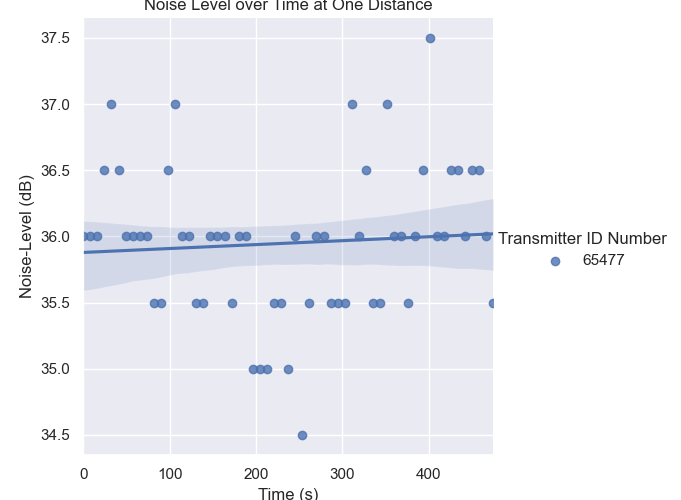 Noise Level over Time at One Distance
37.5
37.0
36.5
36.0
35.5
35.0
34.5
Noise-Level (dB)
0 100 200 300 400
Time (s)
Transmitter ID Number
65477